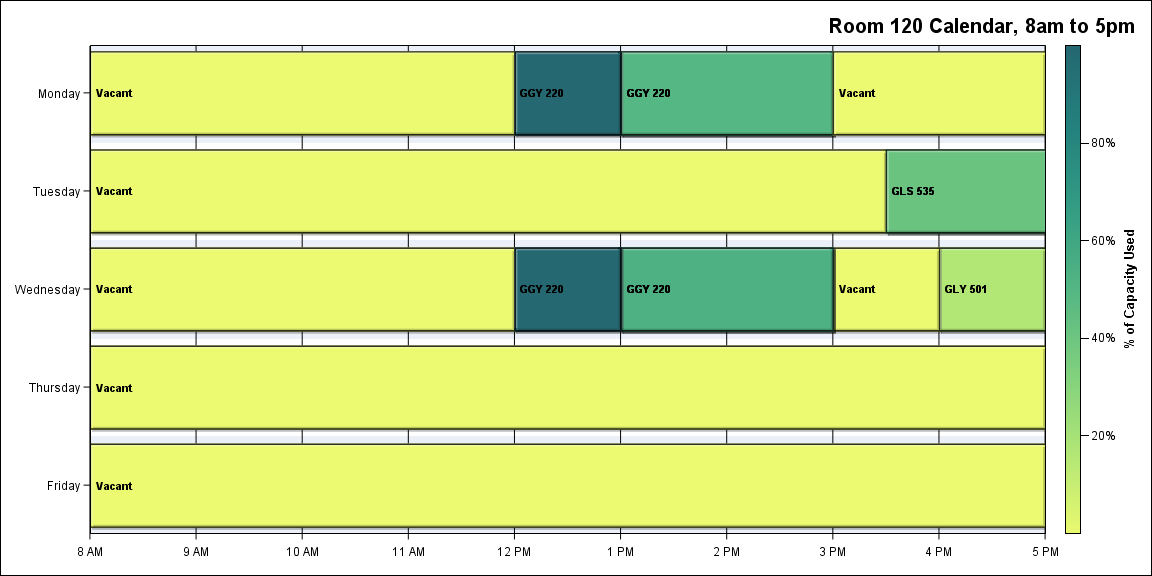 Room 120 Calendar, 8am to 5pm
Monday
Vacant
GGY 220
GGY 220
Vacant
Tuesday
Vacant
GLS 535
Wednesday
Vacant
GGY 220
GGY 220
Vacant
GLY 501
Thursday
Vacant
Friday
Vacant
8 AM
9 AM
10 AM
11 AM
12 PM
1 PM
2 PM
3 PM
4 PM
5 PM
80%
60%
40%
20%
% of Capacity Used